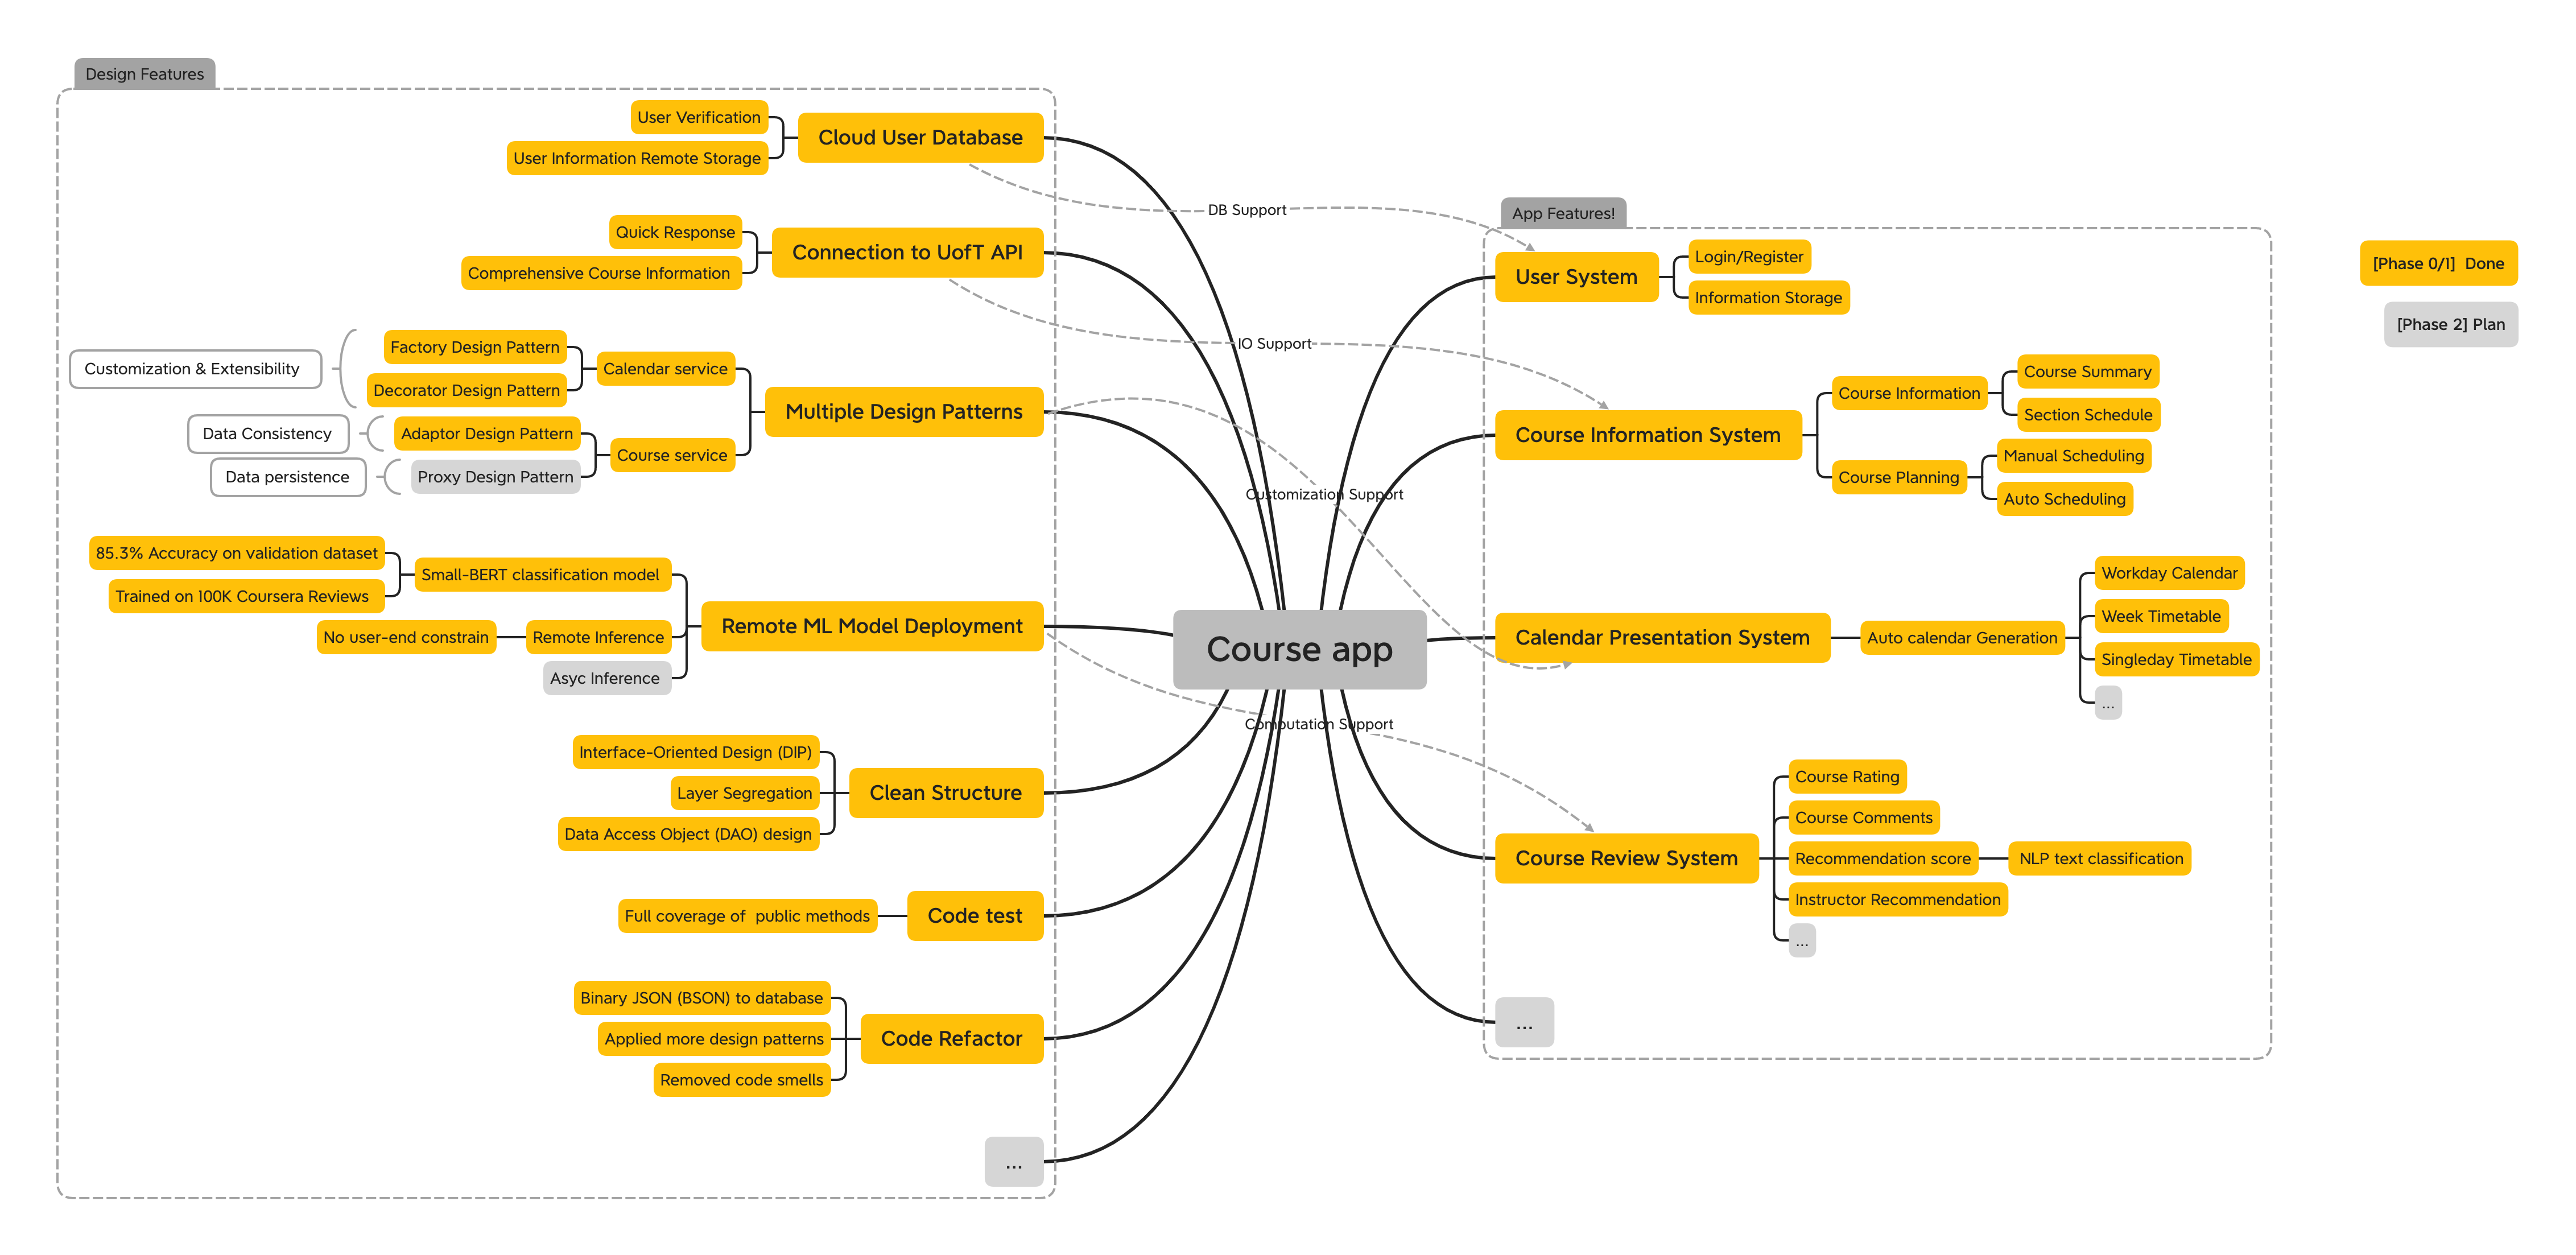 Design Features
User Verification
User Information Remote Storage
Cloud User Database
Quick Response
Comprehensive Course Information
Connection to UofT API
Customization & Extensibility
Factory Design Pattern
Decorator Design Pattern
Calendar service
Data Consistency
Adaptor Design Pattern
Data persistence
Proxy Design Pattern
Course service
Multiple Design Patterns
85.3% Accuracy on validation dataset
Trained on 100K Coursera Reviews
Small-BERT classification model
No user-end constrain
Remote Inference
Asyc Inference
Remote ML Model Deployment
Interface-Oriented Design (DIP)
Layer Segregation
Data Access Object (DAO) design
Clean Structure
Full coverage of  public methods
Code test
Binary JSON (BSON) to database
Applied more design patterns
Removed code smells
Code Refactor
...
DB Support
IO Support
Customization Support
Course app
Computation Support
App Features!
User System
Login/Register
Information Storage
Course Information System
Course Information
Course Summary
Section Schedule
Course Planning
Manual Scheduling
Auto Scheduling
Calendar Presentation System
Auto calendar Generation
Workday Calendar
Week Timetable
Singleday Timetable
...
Course Review System
Course Rating
Course Comments
Recommendation score
NLP text classification
Instructor Recommendation
...
...
[Phase 0/1]  Done
[Phase 2] Plan